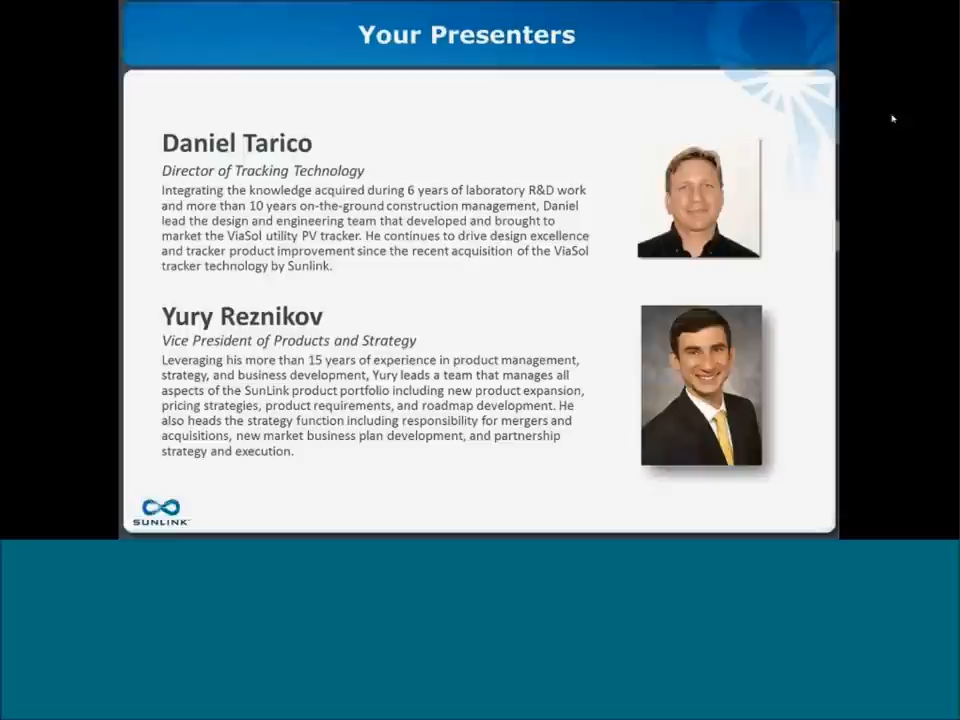 Your Presenters
Daniel Tarico
Director of Tracking Technology
Integrating the knowledge acquired during 6 years of laboratory R&D work
and more than 10 years on-the-ground construction management, Daniel
lead the design and engineering team that developed and brought to
market the ViaSol utility PV tracker. He continues to drive design excellence
and tracker product improvement since the recent acquisition of the ViaSol
tracker technology by Sunlink.
Yury Reznikov
Vice President of Products and Strategy
Leveraging his more than 15 years of experience in product management,
strategy, and business development, Yury leads a team that manages all
aspects of the SunLink product portfolio including new product expansion,
pricing strategies, product requirements, and roadmap development. He
also heads the strategy function including responsibility for mergers and
acquisitions, new market business plan development, and partnership
strategy and execution.
SUNLINK